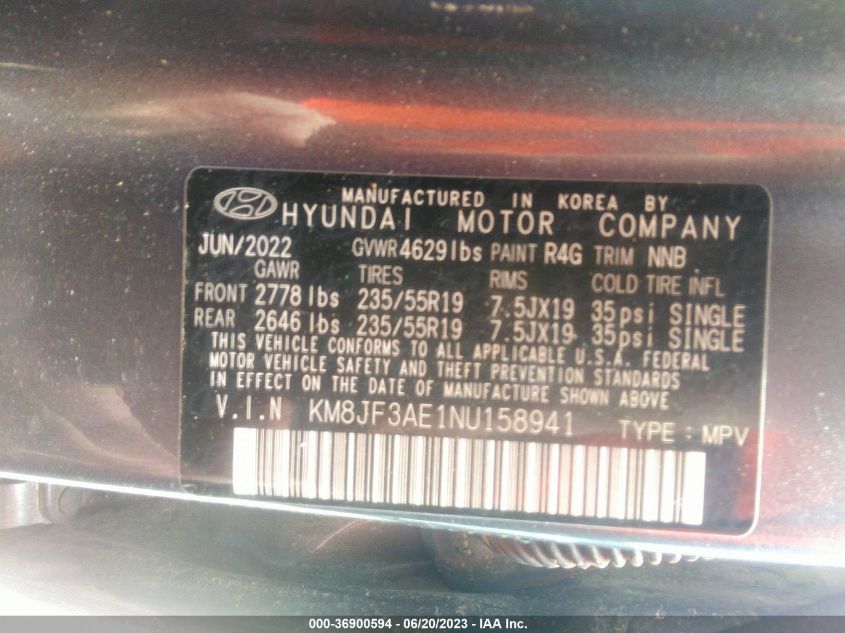 MANUFACTURED IN KOREA BY
HYUNDAI MOTOR COMPANY
JUN/2022 GVWR 4629 lbs PAINT R4G TRIM NNB
GAWR TIRES RIMS COLD TIRE INFL
FRONT 2778 lbs 235/55R19 7.5JX19 35psi SINGLE
REAR 2646 lbs 235/55R19 7.5JX19 35psi SINGLE
THIS VEHICLE CONFORMS TO ALL APPLICABLE U.S.A. FEDERAL
MOTOR VEHICLE SAFETY AND THEFT PREVENTION STANDARDS
IN EFFECT ON THE DATE OF MANUFACTURE SHOWN ABOVE
V.I.N KM8JF3AE1NU158941 TYPE : MPV
000-36900594 - 06/20/2023 - IAA Inc.